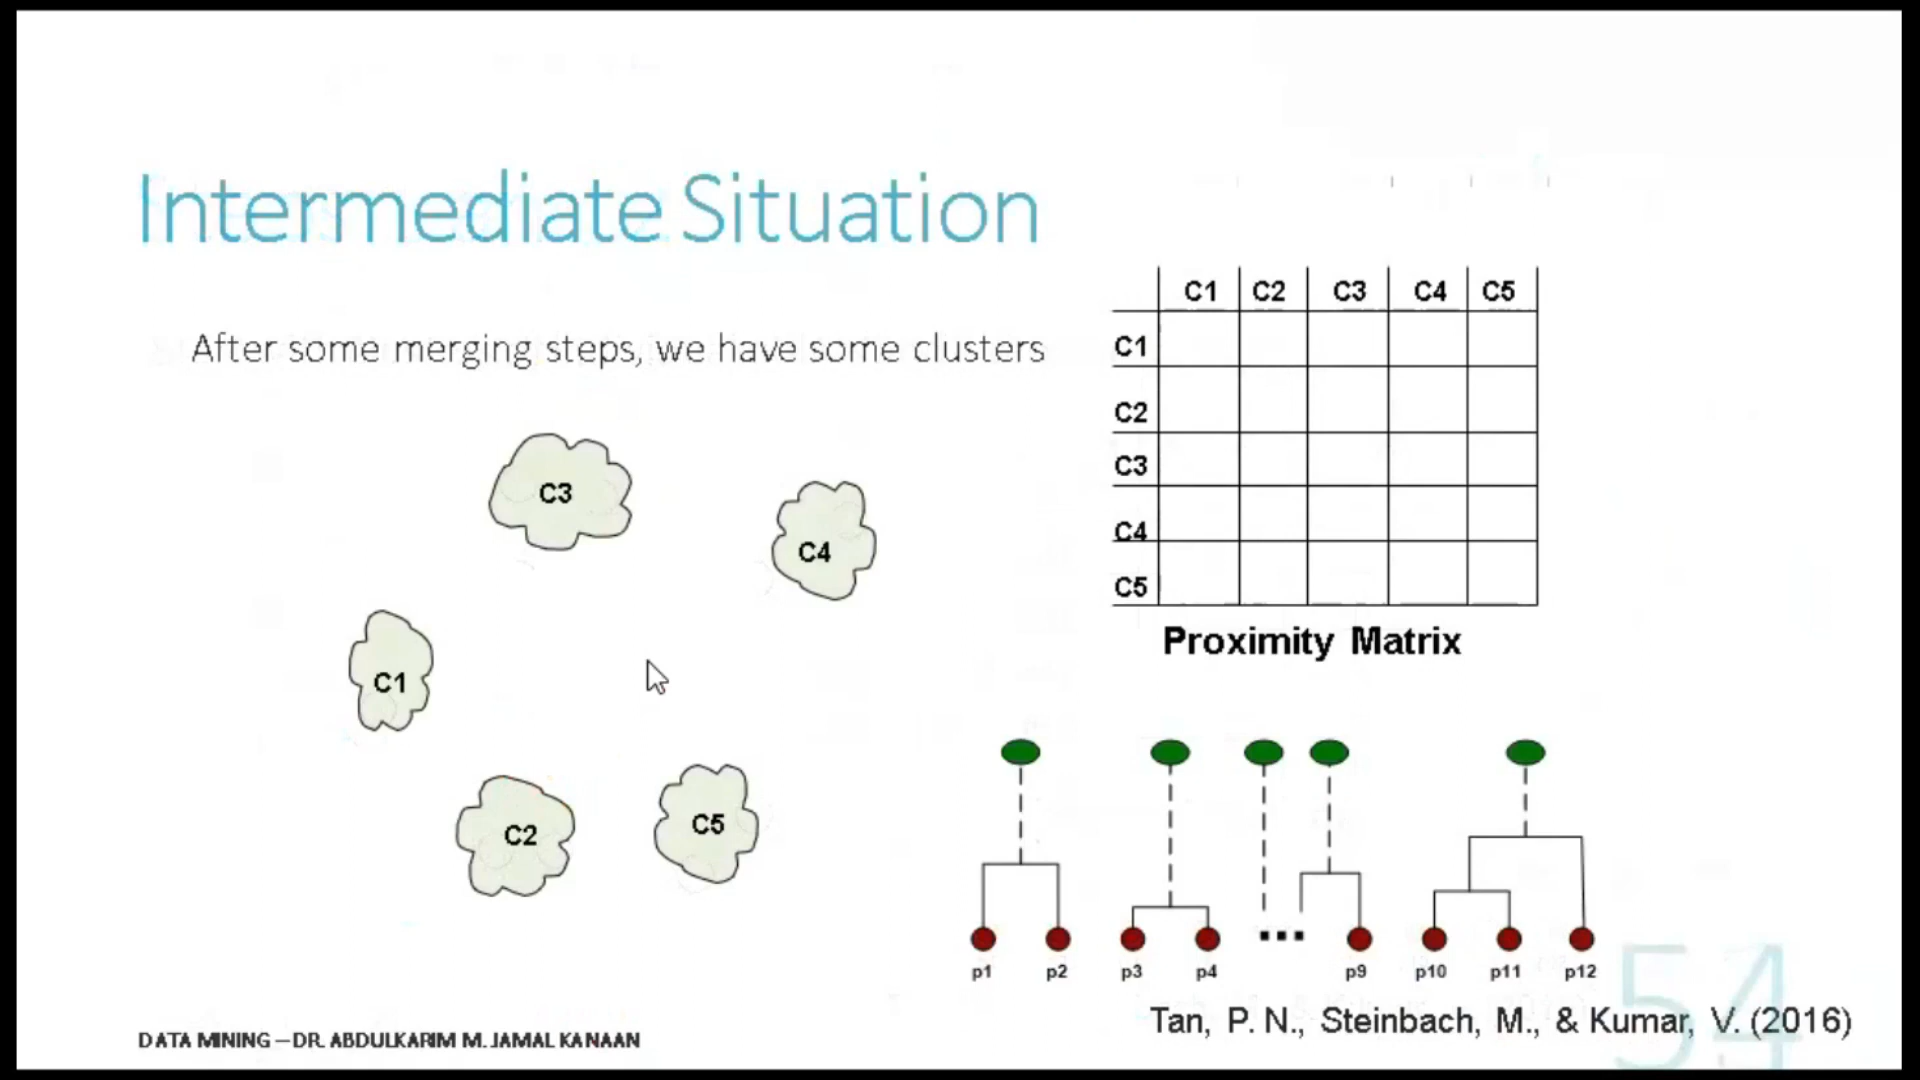 Intermediate Situation
After some merging steps, we have some clusters
C1 C2 C3 C4 C5
C1
C2
C3
C4
C5
Proximity Matrix
C3
C4
C1
C2
C5
...
p1 p2 p3 p4 p9 p10 p11 p12
Tan, P. N., Steinbach, M., & Kumar, V. (2016)
DATA MINING – DR. ABDULKARIM M. JAMAL KANAAN
54